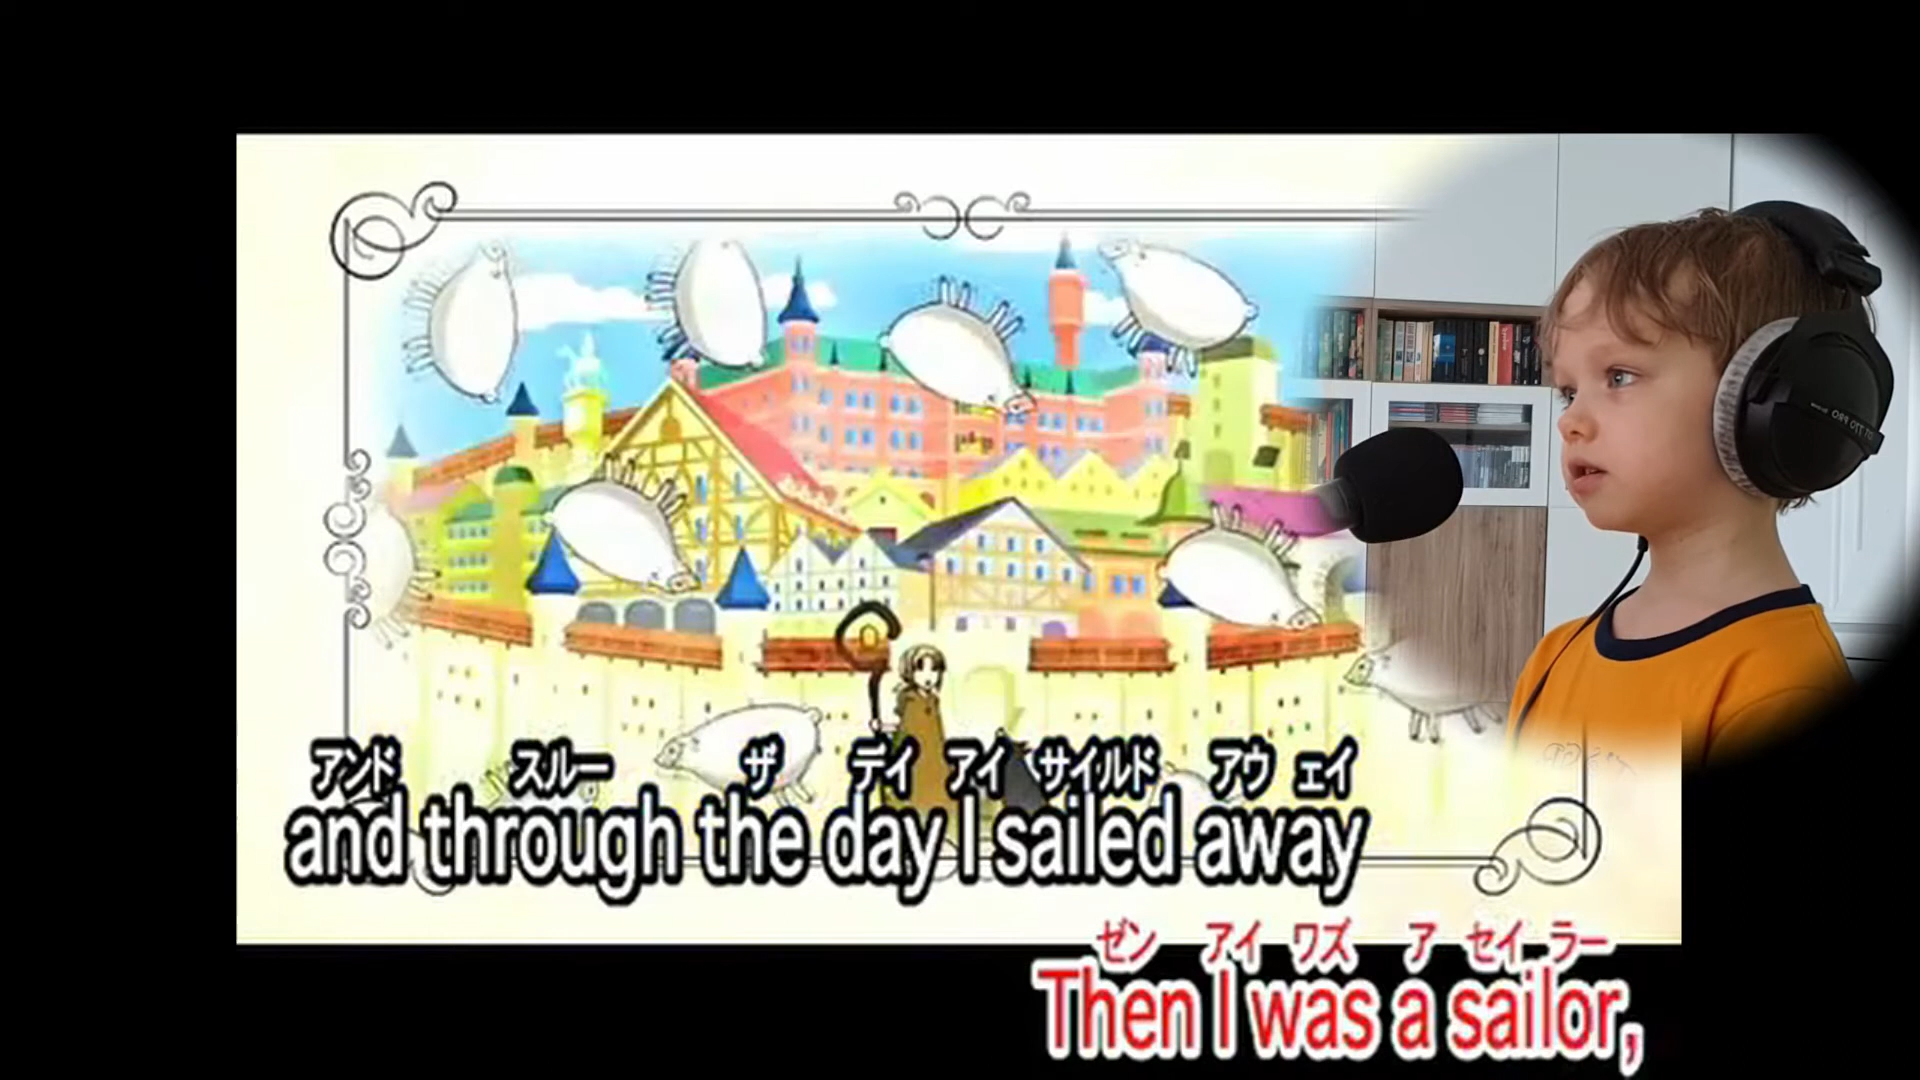 アンド スルー ザ デイ アイ サイルド アウェイ
and through the day I sailed away
ゼン アイ ワズ ア セイラー
Then I was a sailor,